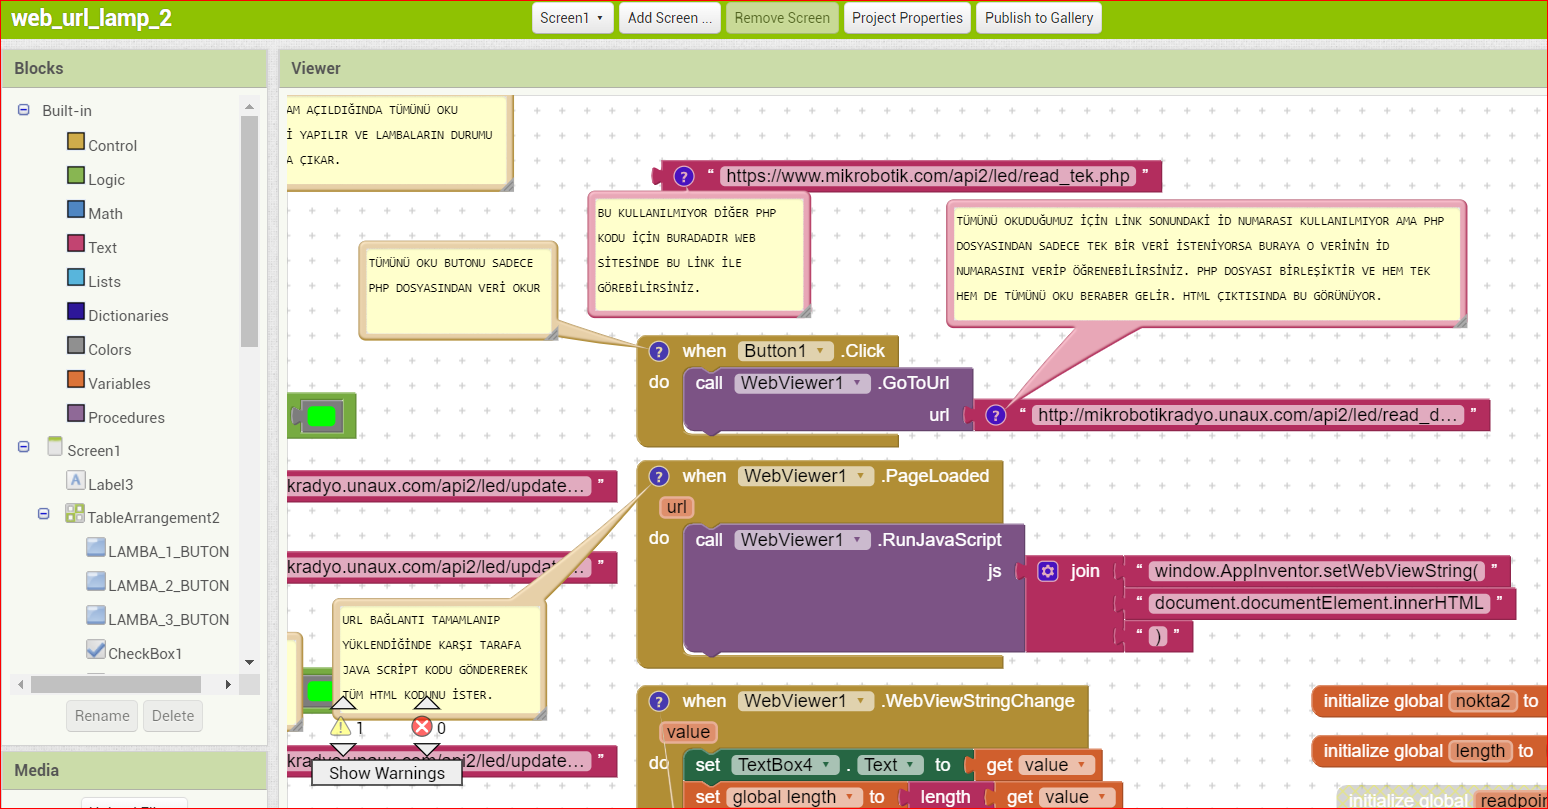 web_url_lamp_2
Screen1
Add Screen ...
Remove Screen
Project Properties
Publish to Gallery
Blocks
Viewer
Built-in
Control
Logic
Math
Text
Lists
Dictionaries
Colors
Variables
Procedures
Screen1
Label3
TableArrangement2
LAMBA_1_BUTON
LAMBA_2_BUTON
LAMBA_3_BUTON
CheckBox1
Rename
Delete
Media
AM AÇILDIĞINDA TÜMÜNÜ OKU
İ YAPILIR VE LAMBALARIN DURUMU
A ÇIKAR.
? " https://www.mikrobotik.com/api2/led/read_tek.php "
BU KULLANILMIYOR DİĞER PHP
KODU İÇİN BURADADIR WEB
SİTESİNDE BU LİNK İLE
GÖREBİLİRSİNİZ.
TÜMÜNÜ OKUDUĞUMUZ İÇİN LİNK SONUNDAKİ İD NUMARASI KULLANILMIYOR AMA PHP
DOSYASINDAN SADECE TEK BİR VERİ İSTENİYORSA BURAYA O VERİNİN İD
NUMARASINI VERİP ÖĞRENEBİLİRSİNİZ. PHP DOSYASI BİRLEŞİKTİR VE HEM TEK
HEM DE TÜMÜNÜ OKU BERABER GELİR. HTML ÇIKTISINDA BU GÖRÜNÜYOR.
TÜMÜNÜ OKU BUTONU SADECE
PHP DOSYASINDAN VERİ OKUR
? when Button1 .Click
do call WebViewer1 .GoToUrl
url ? " http://mikrobotikradyo.unaux.com/api2/led/read_d... "
kradyo.unaux.com/api2/led/update... "
kradyo.unaux.com/api2/led/update... "
kradyo.unaux.com/api2/led/update... "
? when WebViewer1 .PageLoaded
url
do call WebViewer1 .RunJavaScript
js join " window.AppInventor.setWebViewString( "
" document.documentElement.innerHTML "
" ) "
URL BAĞLANTI TAMAMLANIP
YÜKLENDİĞİNDE KARŞI TARAFA
JAVA SCRİPT KODU GÖNDEREREK
TÜM HTML KODUNU İSTER.
1 0
Show Warnings
? when WebViewer1 .WebViewStringChange
value
do set TextBox4 . Text to get value
set global length to length get value
initialize global nokta2 to
initialize global length to
initialize global readpoin